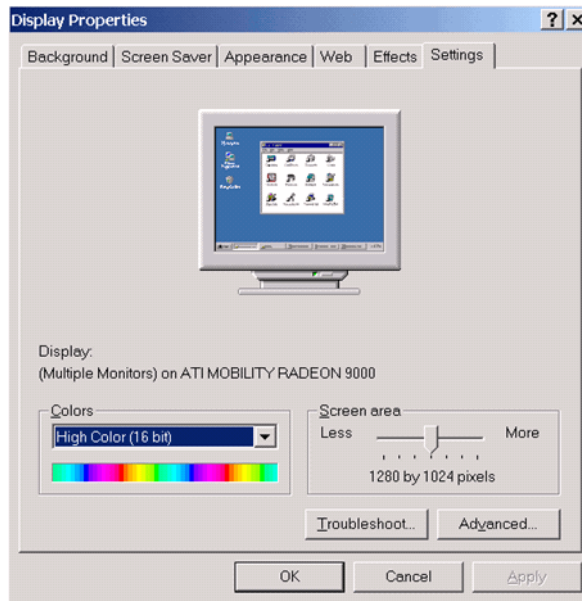 Display Properties
Background Screen Saver Appearance Web Effects Settings
Display:
(Multiple Monitors) on ATI MOBILITY RADEON 9000
Colors
High Color (16 bit)
Screen area
Less More
1280 by 1024 pixels
Troubleshoot... Advanced...
OK Cancel Apply